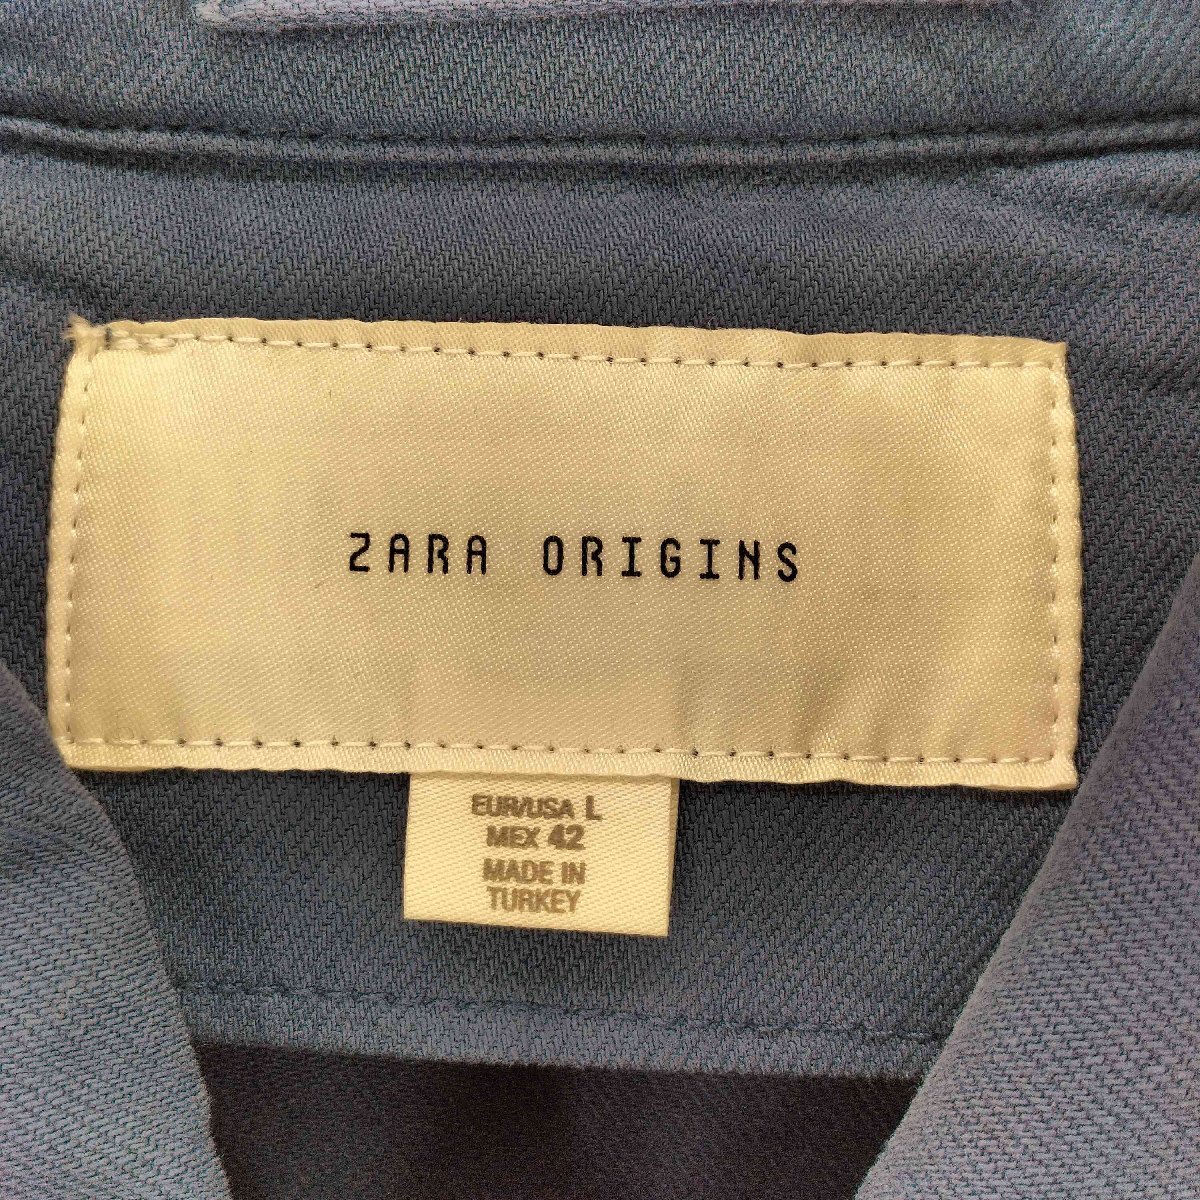 ZARA ORIGINS
EUR/USA L
MEX 42
MADE IN
TURKEY